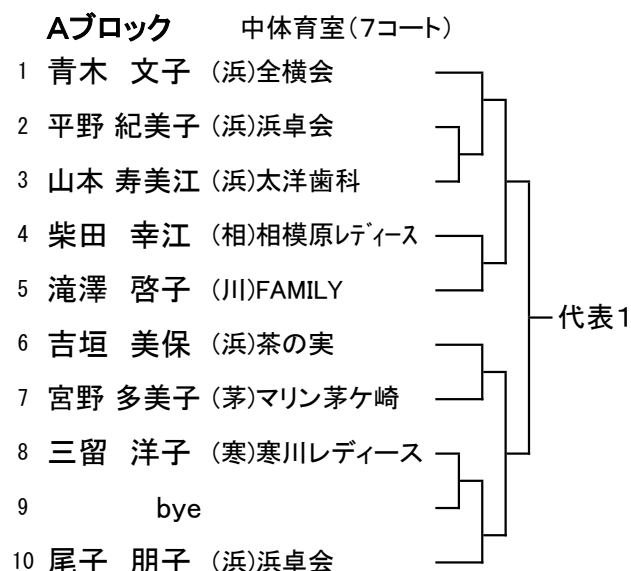 Aブロック 中体育室(7コート)
1 青木 文子 (浜)全横会
2 平野 紀美子 (浜)浜卓会
3 山本 寿美江 (浜)太洋歯科
4 柴田 幸江 (相)相模原ﾚﾃﾞｨｰｽ
5 滝澤 啓子 (川)FAMILY
代表1
6 吉垣 美保 (浜)茶の実
7 宮野 多美子 (茅)マリン茅ケ崎
8 三留 洋子 (寒)寒川レディース
9 bye
10 尾子 朋子 (浜)浜卓会